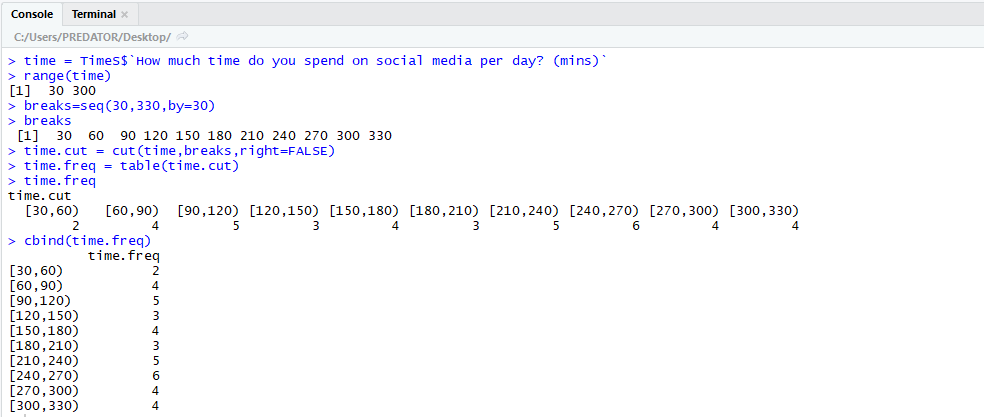 Console Terminal ×
C:/Users/PREDATOR/Desktop/
> time = TimeS$`How much time do you spend on social media per day? (mins)`
> range(time)
[1]  30 300
> breaks=seq(30,330,by=30)
> breaks
 [1]  30  60  90 120 150 180 210 240 270 300 330
> time.cut = cut(time,breaks,right=FALSE)
> time.freq = table(time.cut)
> time.freq
time.cut
  [30,60)   [60,90)  [90,120) [120,150) [150,180) [180,210) [210,240) [240,270) [270,300) [300,330)
        2         4         5         3         4         3         5         6         4         4
> cbind(time.freq)
          time.freq
[30,60)           2
[60,90)           4
[90,120)          5
[120,150)         3
[150,180)         4
[180,210)         3
[210,240)         5
[240,270)         6
[270,300)         4
[300,330)         4